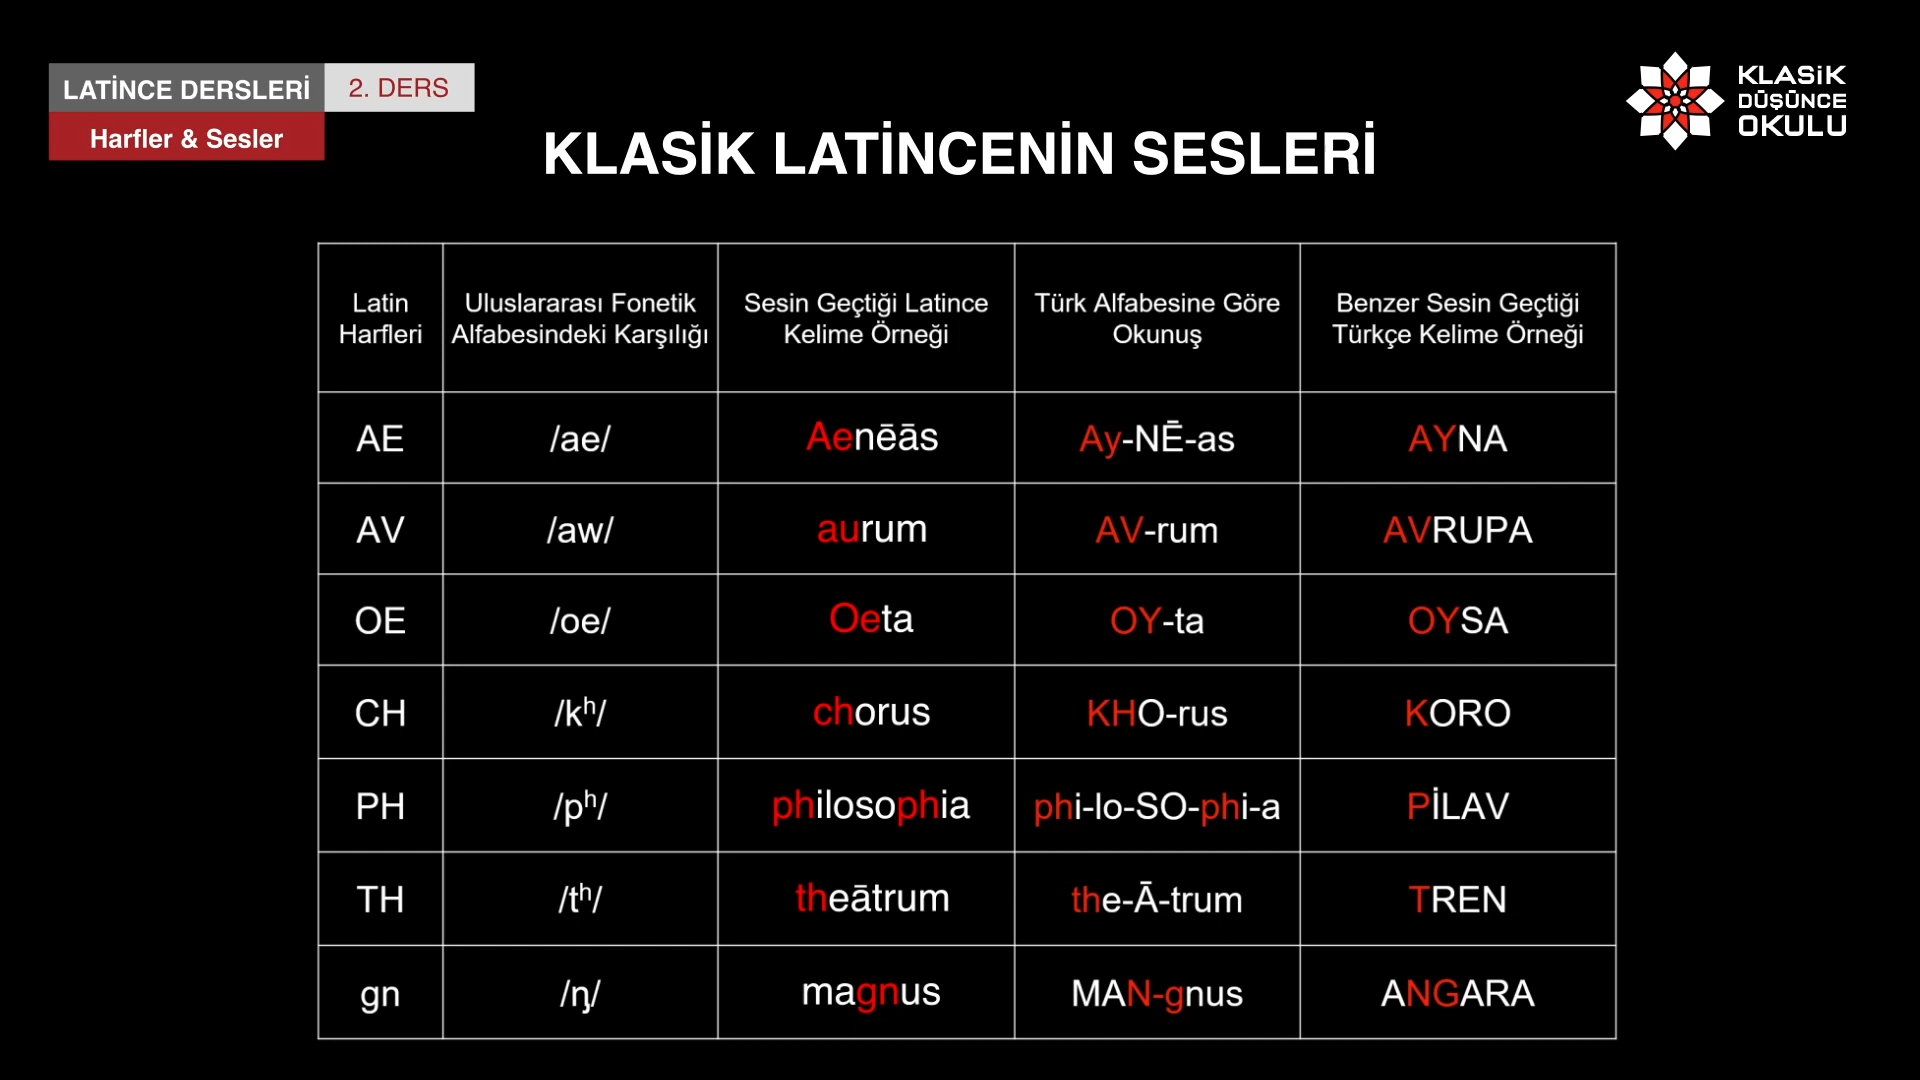 LATİNCE DERSLERİ 2. DERS
Harfler & Sesler
KLASİK
DÜŞÜNCE
OKULU
KLASİK LATİNCENİN SESLERİ
Latin Harfleri | Uluslararası Fonetik Alfabesindeki Karşılığı | Sesin Geçtiği Latince Kelime Örneği | Türk Alfabesine Göre Okunuş | Benzer Sesin Geçtiği Türkçe Kelime Örneği
AE | /ae/ | Aenēās | Ay-NĒ-as | AYNA
AV | /aw/ | aurum | AV-rum | AVRUPA
OE | /oe/ | Oeta | OY-ta | OYSA
CH | /kʰ/ | chorus | KHO-rus | KORO
PH | /pʰ/ | philosophia | phi-lo-SO-phi-a | PİLAV
TH | /tʰ/ | theātrum | the-Ā-trum | TREN
gn | /ŋ/ | magnus | MAN-gnus | ANGARA